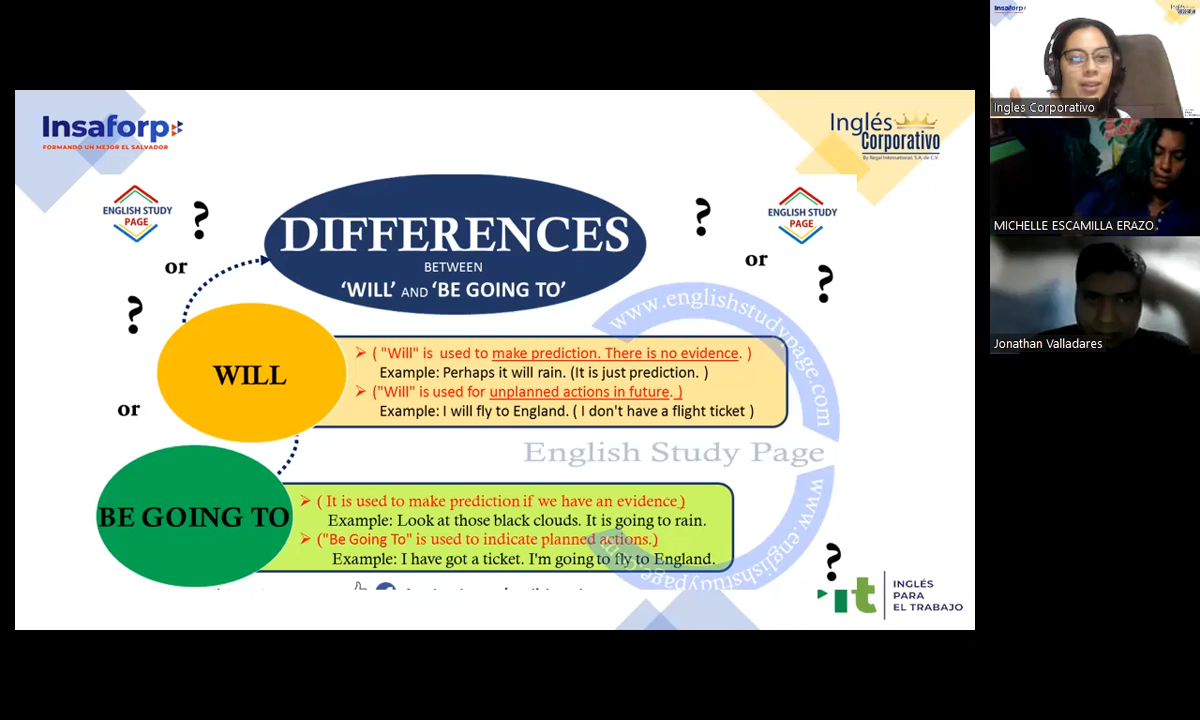 Insaforp
FORMANDO UN MEJOR EL SALVADOR
Inglés
Corporativo
By Regal International, S.A. de C.V.
ENGLISH STUDY
PAGE
?
or
?
or
DIFFERENCES
BETWEEN
‘WILL’ AND ‘BE GOING TO’
?
or
?
ENGLISH STUDY
PAGE
WILL
( "Will" is used to make prediction. There is no evidence. )
Example: Perhaps it will rain. (It is just prediction. )
("Will" is used for unplanned actions in future. )
Example: I will fly to England. ( I don't have a flight ticket )
www.englishstudypage.com
English Study Page
www.englishstudypage.com
BE GOING TO
( It is used to make prediction if we have an evidence.)
Example: Look at those black clouds. It is going to rain.
("Be Going To" is used to indicate planned actions.)
Example: I have got a ticket. I'm going to fly to England.
?
it
INGLÉS
PARA
EL TRABAJO
Insaforp
Ingles Corporativo
MICHELLE ESCAMILLA ERAZO
Jonathan Valladares